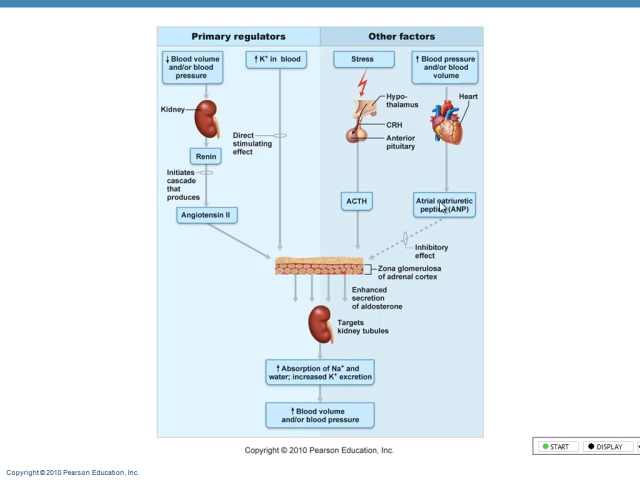 Primary regulators
Other factors
↓ Blood volume
and/or blood
pressure
↑ K+ in blood
Stress
↑ Blood pressure
and/or blood
volume
Kidney
Hypo-
thalamus
Heart
CRH
Direct
stimulating
effect
Anterior
pituitary
Renin
Initiates
cascade
that
produces
ACTH
Atrial natriuretic
peptide (ANP)
Angiotensin II
Inhibitory
effect
Zona glomerulosa
of adrenal cortex
Enhanced
secretion
of aldosterone
Targets
kidney tubules
↑ Absorption of Na+ and
water; increased K+ excretion
↑ Blood volume
and/or blood pressure
Copyright © 2010 Pearson Education, Inc.
START
DISPLAY
Copyright © 2010 Pearson Education, Inc.